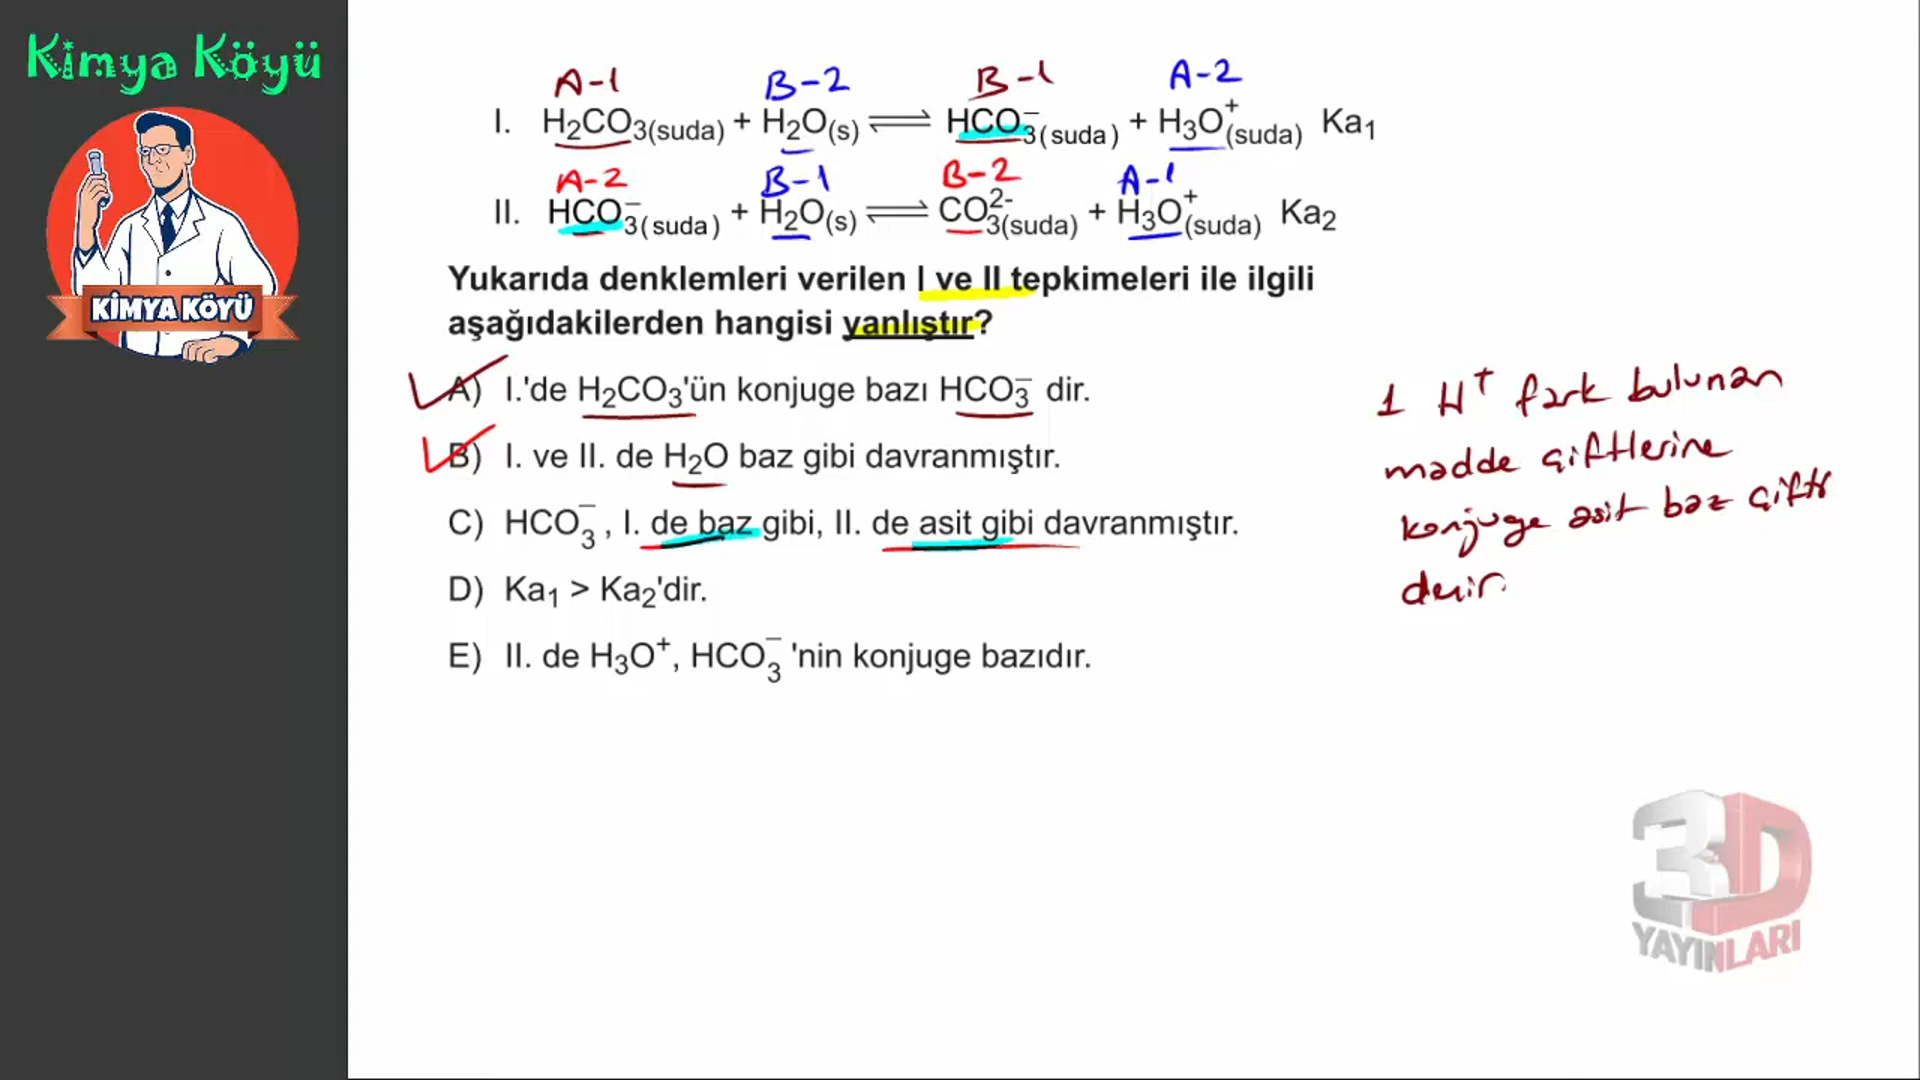 Kimya Köyü
KİMYA KÖYÜ
A-1 B-2 B-1 A-2
I. H₂CO₃(suda) + H₂O(s) ⇌ HCO₃⁻(suda) + H₃O⁺(suda) Ka₁
A-2 B-1 B-2 A-1
II. HCO₃⁻(suda) + H₂O(s) ⇌ CO₃²⁻(suda) + H₃O⁺(suda) Ka₂
Yukarıda denklemleri verilen I ve II tepkimeleri ile ilgili
aşağıdakilerden hangisi yanlıştır?
A) I.'de H₂CO₃'ün konjuge bazı HCO₃⁻ dir.
B) I. ve II. de H₂O baz gibi davranmıştır.
C) HCO₃⁻, I. de baz gibi, II. de asit gibi davranmıştır.
D) Ka₁ > Ka₂'dir.
E) II. de H₃O⁺, HCO₃⁻ 'nin konjuge bazıdır.
1 H⁺ fark bulunan
madde çiftlerine
konjuge asit baz çifti
denir
3D
YAYINLARI